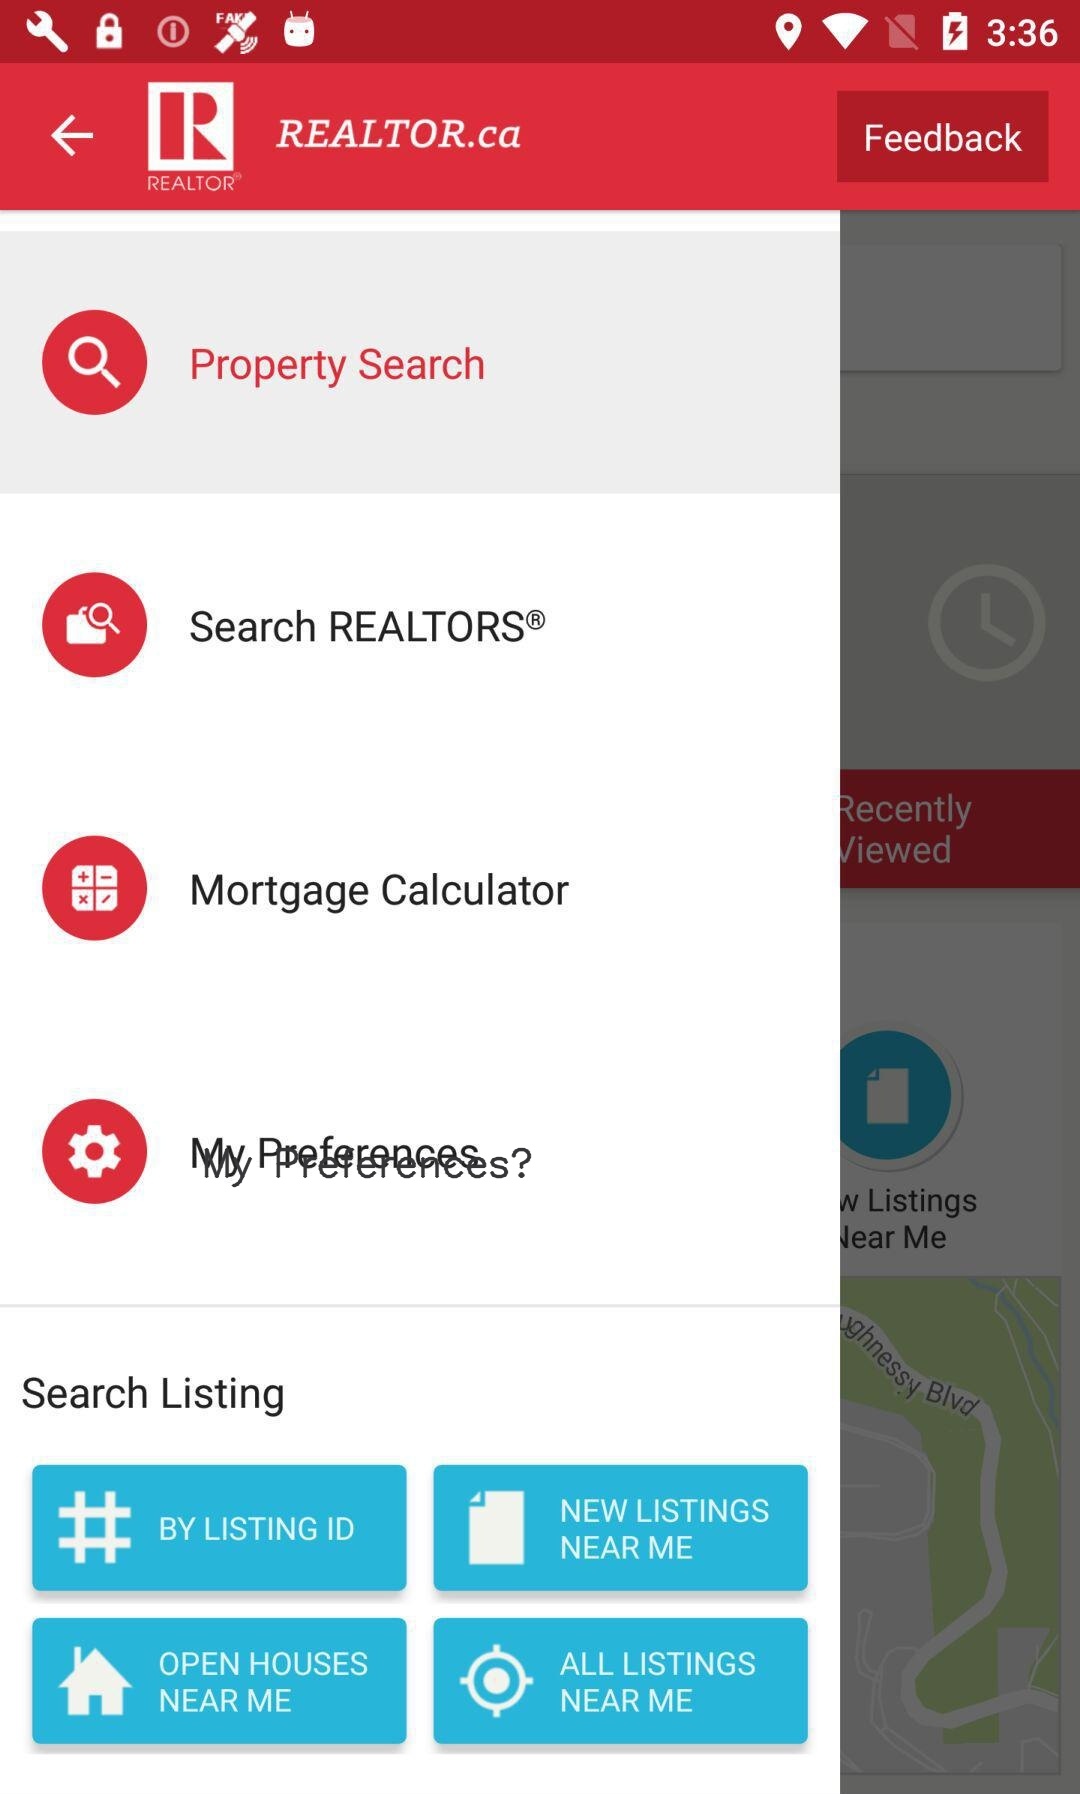 FAKE
3:36
REALTOR®
REALTOR.ca
Feedback
Property Search
Search REALTORS®
Mortgage Calculator
Recently
Viewed
My Preferences
My Preferences?
Listings
Near Me
Blvd
Search Listing
BY LISTING ID
NEW LISTINGS
NEAR ME
OPEN HOUSES
NEAR ME
ALL LISTINGS
NEAR ME